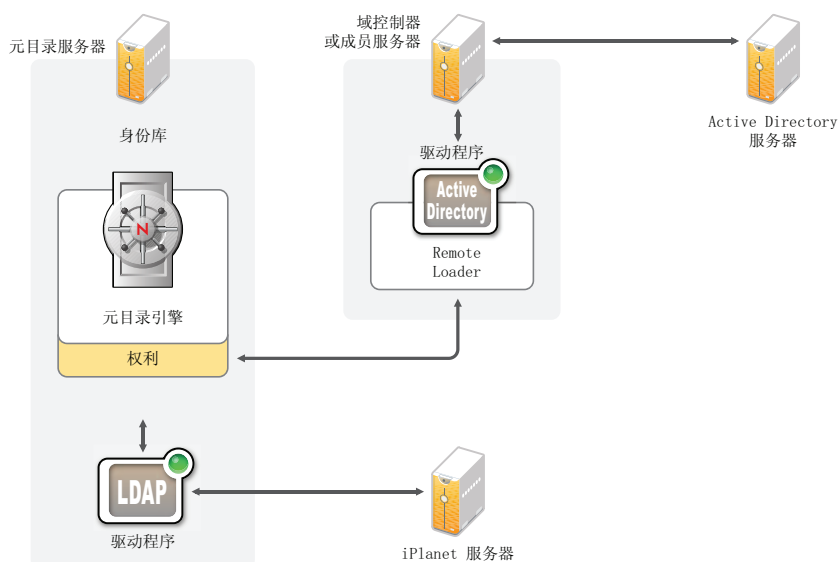 元目录服务器
身份库
N
元目录引擎
权利
LDAP
驱动程序
域控制器
或成员服务器
驱动程序
Active
Directory
Remote
Loader
Active Directory
服务器
iPlanet 服务器